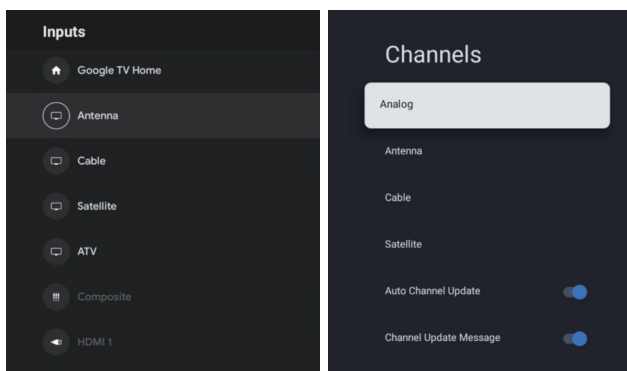 Inputs
Google TV Home
Antenna
Cable
Satellite
ATV
Composite
HDMI 1
Channels
Analog
Antenna
Cable
Satellite
Auto Channel Update
Channel Update Message